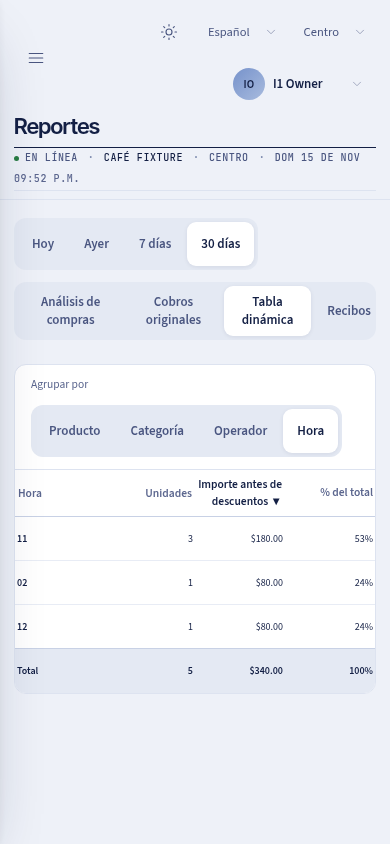 Español
Centro
IO
I1 Owner
Reportes
EN LÍNEA · CAFÉ FIXTURE · CENTRO · DOM 15 DE NOV
09:52 P.M.
Hoy
Ayer
7 días
30 días
Análisis de
compras
Cobros
originales
Tabla
dinámica
Recibos
Agrupar por
Producto
Categoría
Operador
Hora
Hora Unidades Importe antes de
descuentos ▼ % del total
11 3 $180.00 53%
02 1 $80.00 24%
12 1 $80.00 24%
Total 5 $340.00 100%